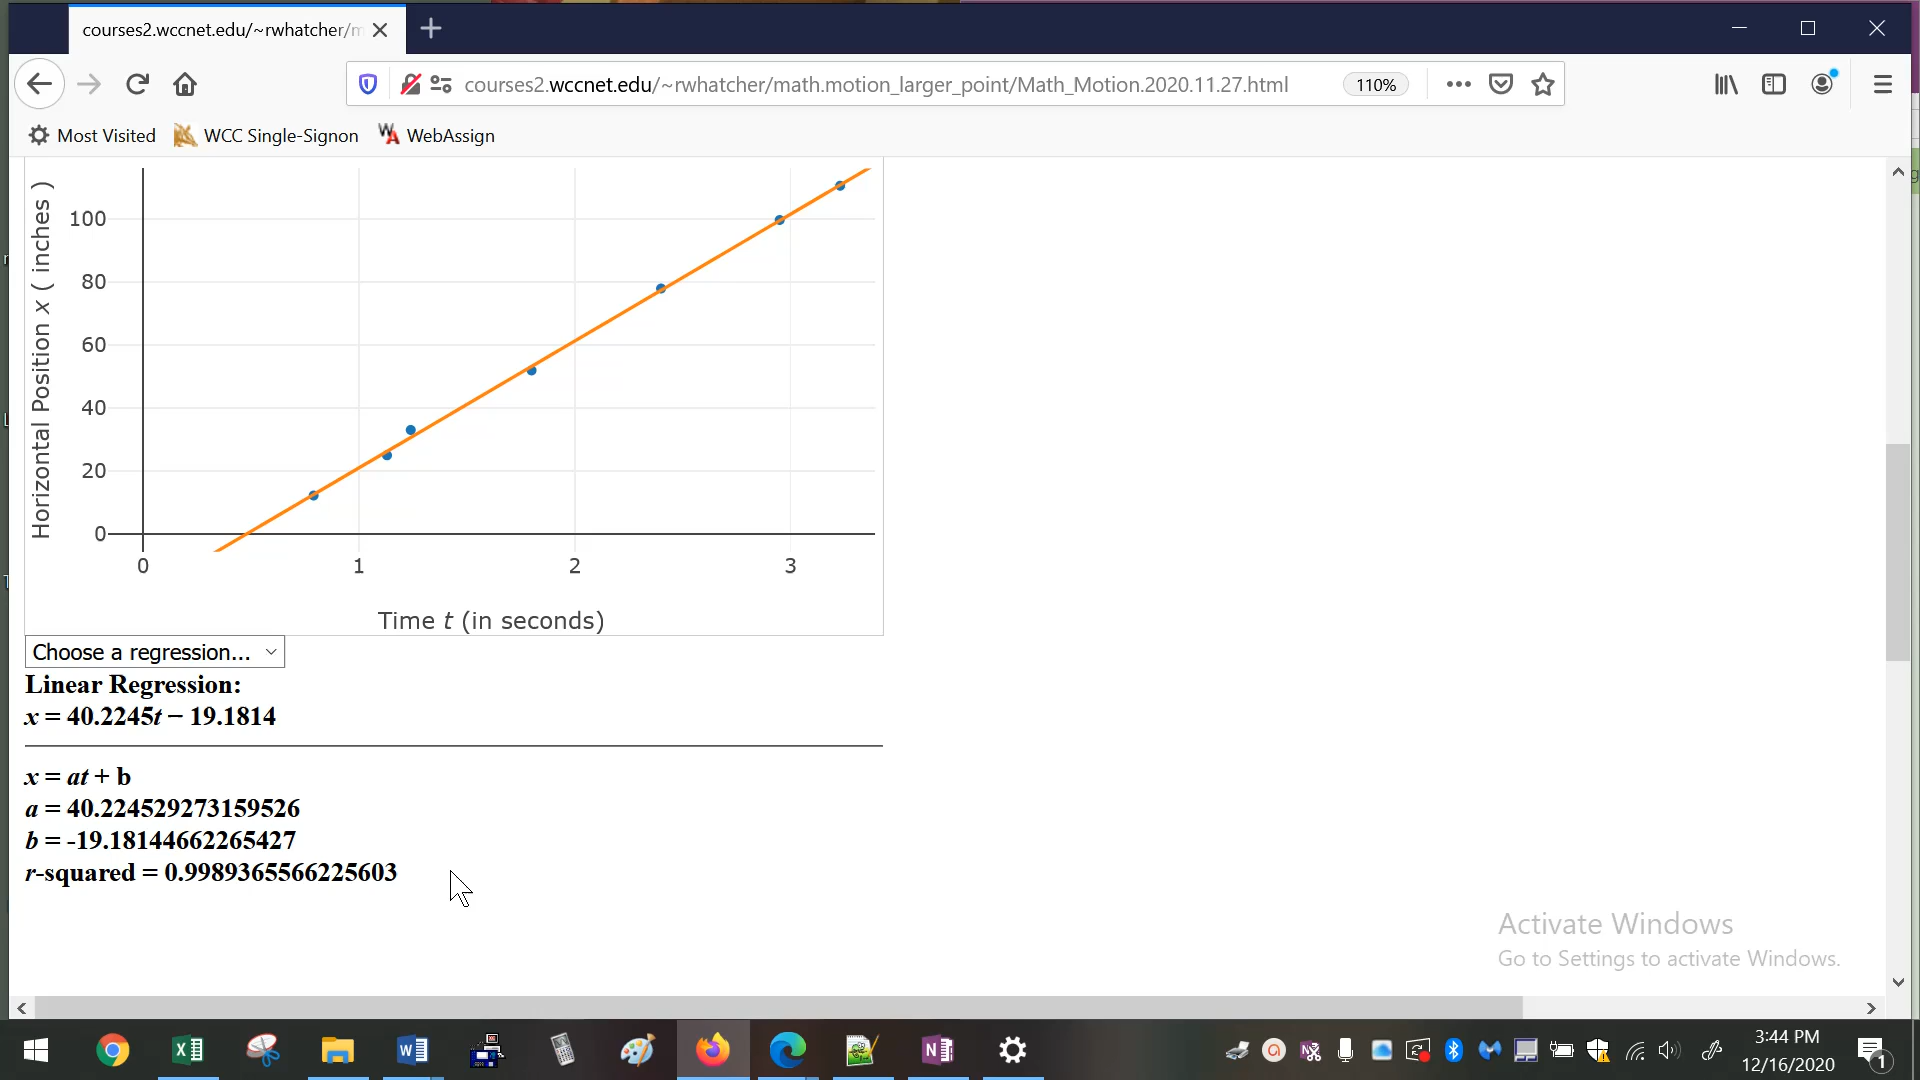 courses2.wccnet.edu/~rwhatcher/m
courses2.wccnet.edu/~rwhatcher/math.motion_larger_point/Math_Motion.2020.11.27.html
110%
Most Visited
WCC Single-Signon
WebAssign
Horizontal Position x ( inches )
100
80
60
40
20
0
0 1 2 3
Time t (in seconds)
Choose a regression...
Linear Regression:
x = 40.2245t − 19.1814
x = at + b
a = 40.224529273159526
b = -19.18144662265427
r-squared = 0.9989365566225603
Activate Windows
Go to Settings to activate Windows.
3:44 PM
12/16/2020
1